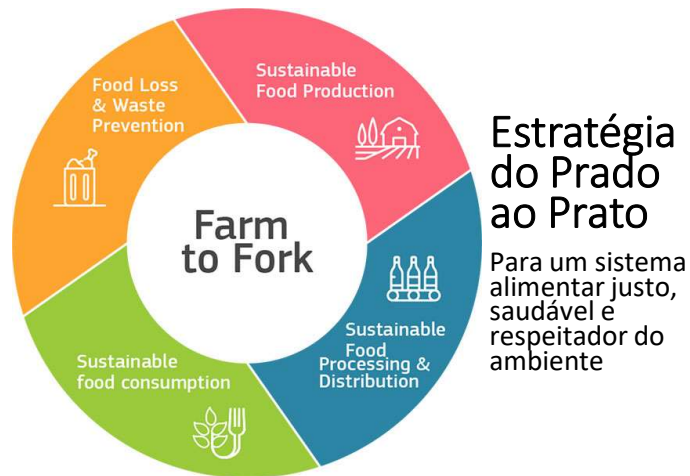 Food Loss
& Waste
Prevention
Sustainable
Food Production
Farm
to Fork
Sustainable
Food
Processing &
Distribution
Sustainable
food consumption
Estratégia
do Prado
ao Prato
Para um sistema
alimentar justo,
saudável e
respeitador do
ambiente